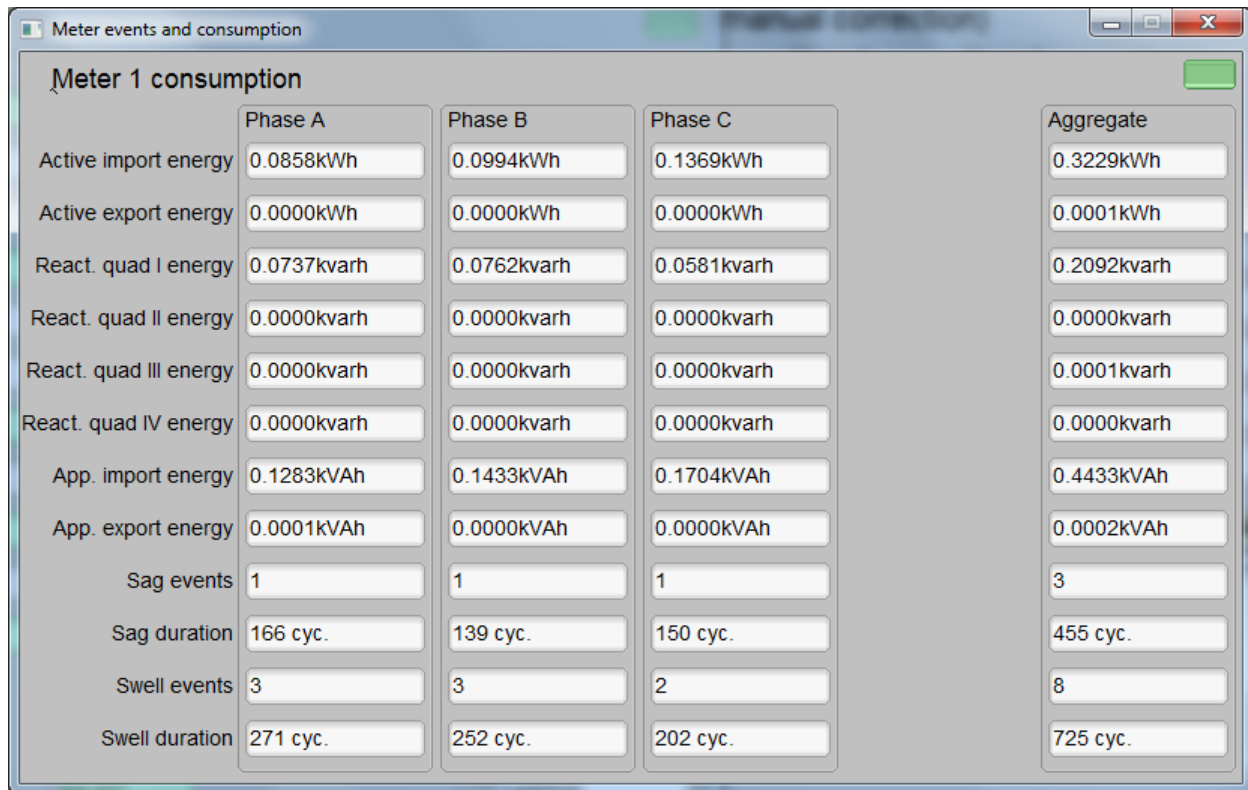 manual correction)
Meter events and consumption
Meter 1 consumption
Phase A Phase B Phase C Aggregate
Active import energy 0.0858kWh 0.0994kWh 0.1369kWh 0.3229kWh
Active export energy 0.0000kWh 0.0000kWh 0.0000kWh 0.0001kWh
React. quad I energy 0.0737kvarh 0.0762kvarh 0.0581kvarh 0.2092kvarh
React. quad II energy 0.0000kvarh 0.0000kvarh 0.0000kvarh 0.0000kvarh
React. quad III energy 0.0000kvarh 0.0000kvarh 0.0000kvarh 0.0001kvarh
React. quad IV energy 0.0000kvarh 0.0000kvarh 0.0000kvarh 0.0000kvarh
App. import energy 0.1283kVAh 0.1433kVAh 0.1704kVAh 0.4433kVAh
App. export energy 0.0001kVAh 0.0000kVAh 0.0000kVAh 0.0002kVAh
Sag events 1 1 1 3
Sag duration 166 cyc. 139 cyc. 150 cyc. 455 cyc.
Swell events 3 3 2 8
Swell duration 271 cyc. 252 cyc. 202 cyc. 725 cyc.